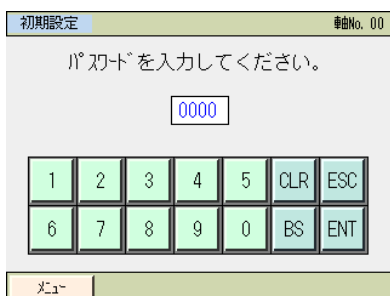 初期設定 軸No. 00
パスワードを入力してください。
0000
1 2 3 4 5 CLR ESC
6 7 8 9 0 BS ENT
メニュー